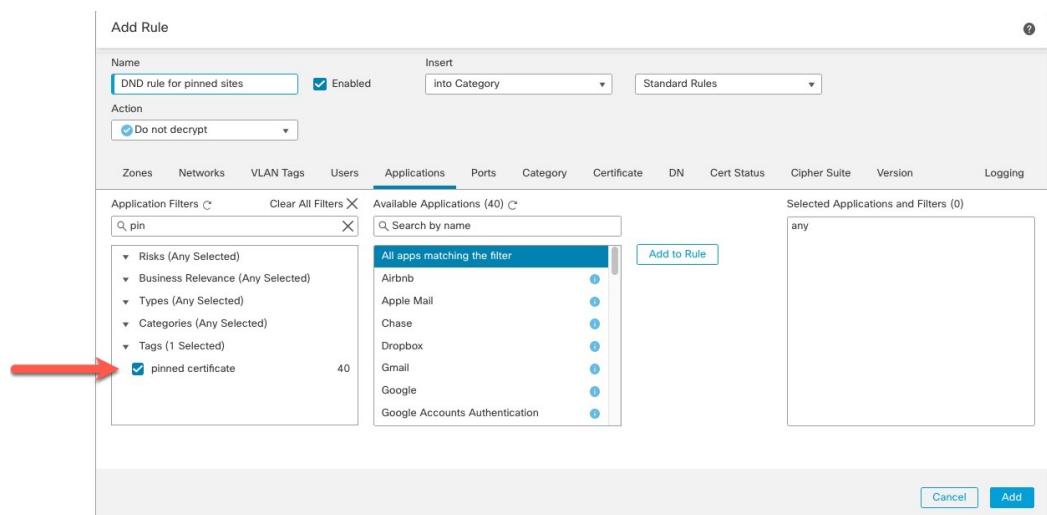 Add Rule
Name
Insert
DND rule for pinned sites
Enabled
into Category
Standard Rules
Action
Do not decrypt
Zones Networks VLAN Tags Users Applications Ports Category Certificate DN Cert Status Cipher Suite Version Logging
Application Filters Clear All Filters
Available Applications (40)
Selected Applications and Filters (0)
pin
Search by name
any
Risks (Any Selected)
Business Relevance (Any Selected)
Types (Any Selected)
Categories (Any Selected)
Tags (1 Selected)
pinned certificate 40
All apps matching the filter
Airbnb
Apple Mail
Chase
Dropbox
Gmail
Google
Google Accounts Authentication
Add to Rule
Cancel
Add